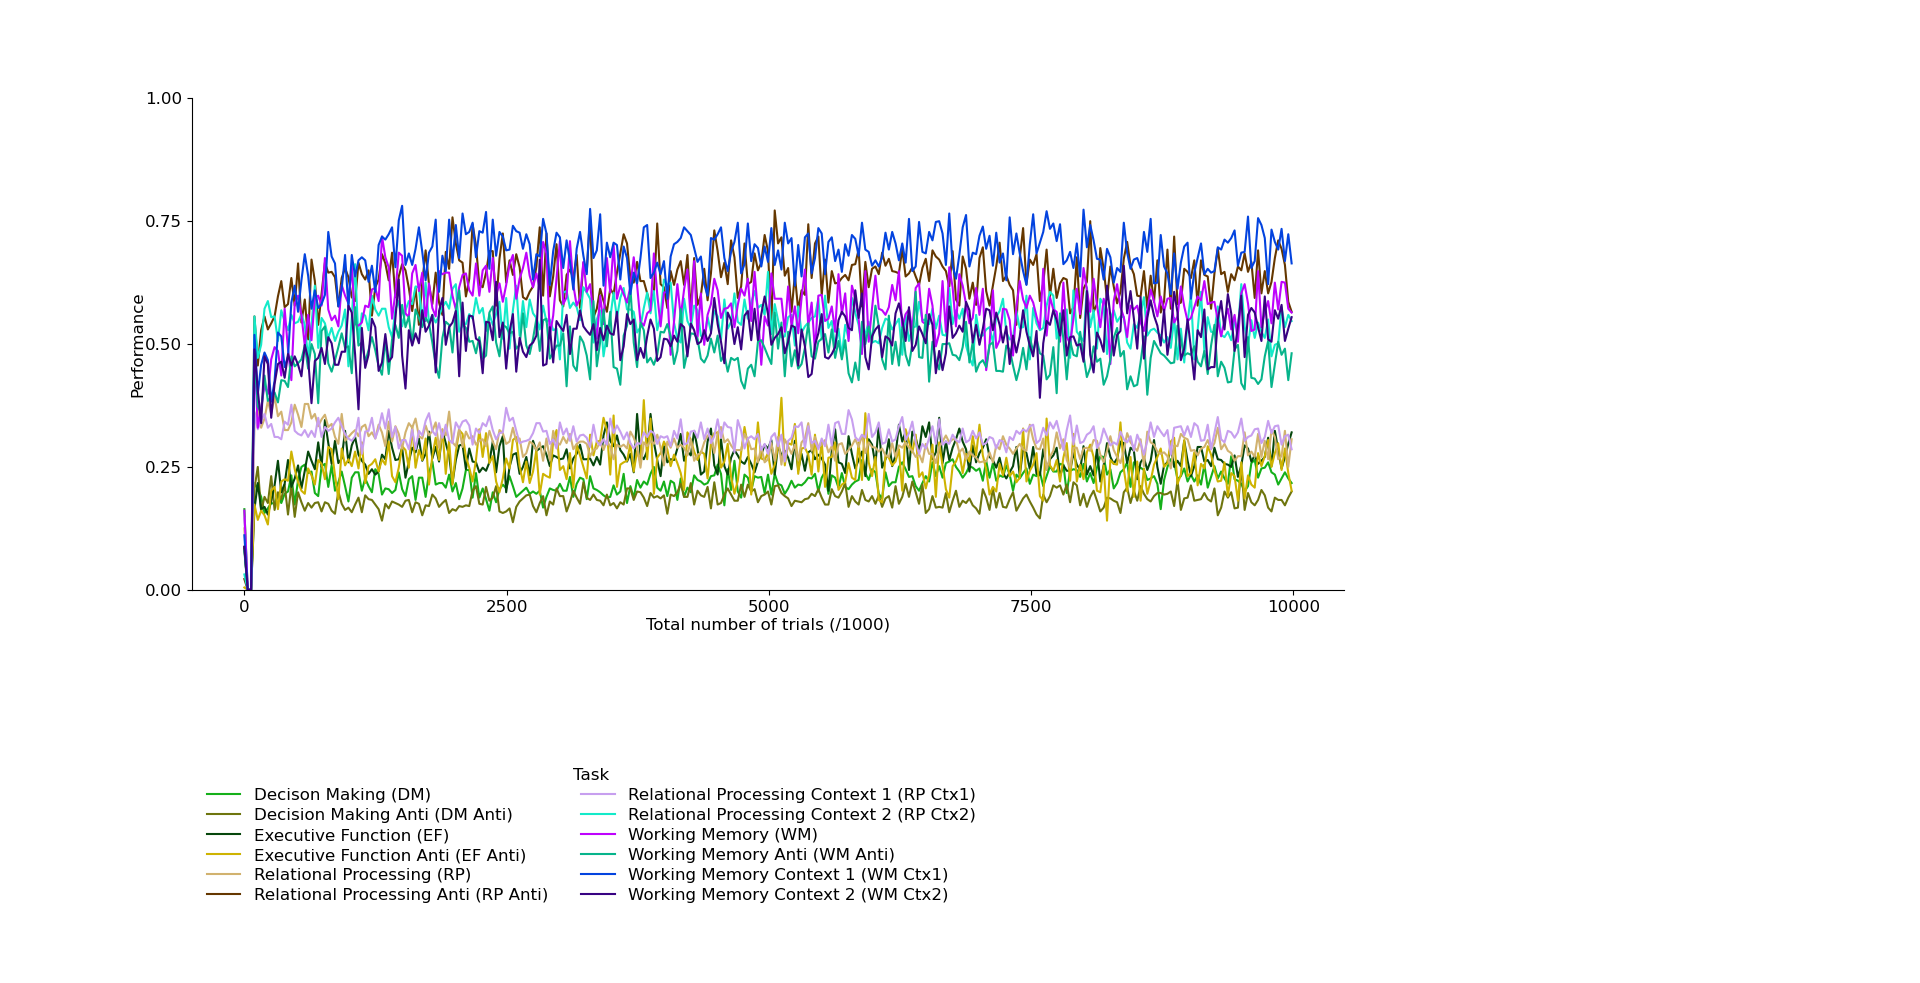 1.00
0.75
0.50
0.25
0.00
Performance
0 2500 5000 7500 10000
Total number of trials (/1000)
Task
Decison Making (DM)
Decision Making Anti (DM Anti)
Executive Function (EF)
Executive Function Anti (EF Anti)
Relational Processing (RP)
Relational Processing Anti (RP Anti)
Relational Processing Context 1 (RP Ctx1)
Relational Processing Context 2 (RP Ctx2)
Working Memory (WM)
Working Memory Anti (WM Anti)
Working Memory Context 1 (WM Ctx1)
Working Memory Context 2 (WM Ctx2)